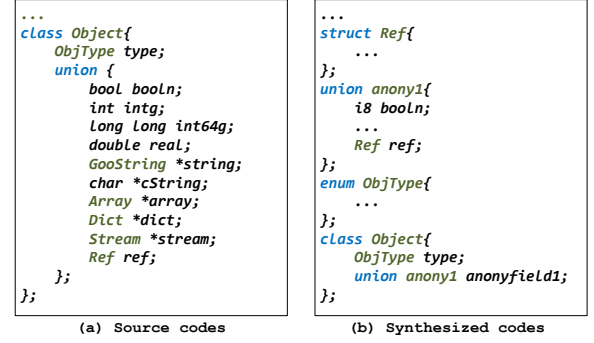 ...
class Object{
ObjType type;
union {
bool booln;
int intg;
long long int64g;
double real;
GooString *string;
char *cString;
Array *array;
Dict *dict;
Stream *stream;
Ref ref;
};
};
(a) Source codes
...
struct Ref{
...
};
union anony1{
i8 booln;
...
Ref ref;
};
enum ObjType{
...
};
class Object{
ObjType type;
union anony1 anonyfield1;
};
(b) Synthesized codes